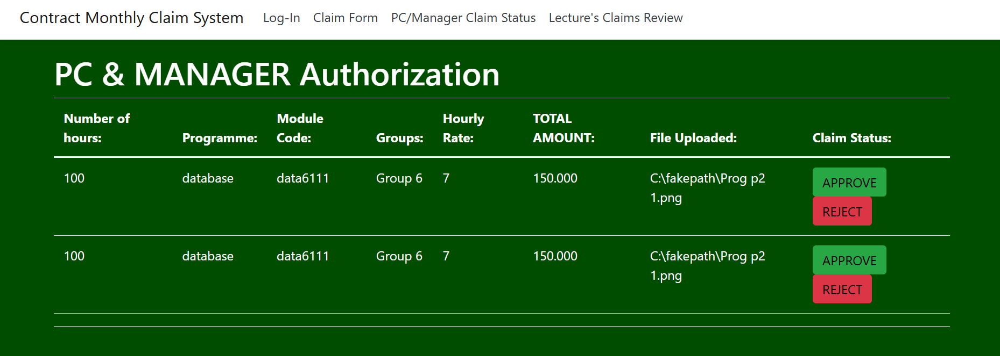 Contract Monthly Claim System Log-In Claim Form PC/Manager Claim Status Lecture's Claims Review
PC & MANAGER Authorization
Number of hours: Programme: Module Code: Groups: Hourly Rate: TOTAL AMOUNT: File Uploaded: Claim Status:
100 database data6111 Group 6 7 150.000 C:\fakepath\Prog p2 1.png APPROVE
REJECT
100 database data6111 Group 6 7 150.000 C:\fakepath\Prog p2 1.png APPROVE
REJECT